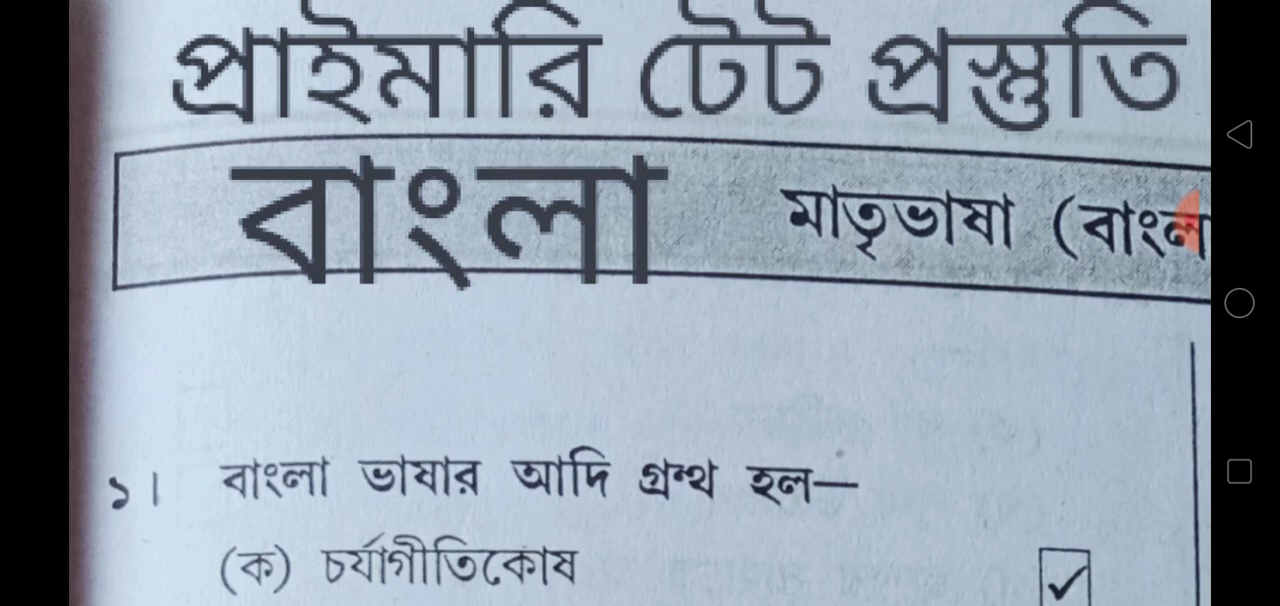 প্রাইমারি টেট প্রস্তুতি
বাংলা মাতৃভাষা (বাংল
১। বাংলা ভাষার আদি গ্রন্থ হল—
(ক) চর্যাগীতিকোষ